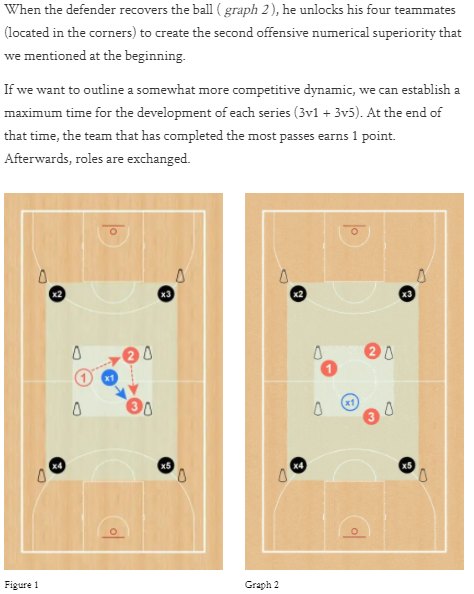 When the defender recovers the ball ( graph 2 ), he unlocks his four teammates
(located in the corners) to create the second offensive numerical superiority that
we mentioned at the beginning.
If we want to outline a somewhat more competitive dynamic, we can establish a
maximum time for the development of each series (3v1 + 3v5). At the end of
that time, the team that has completed the most passes earns 1 point.
Afterwards, roles are exchanged.
x2
x3
2
1
x1
3
x4
x5
x2
x3
2
1
x1
3
x4
x5
Figure 1
Graph 2